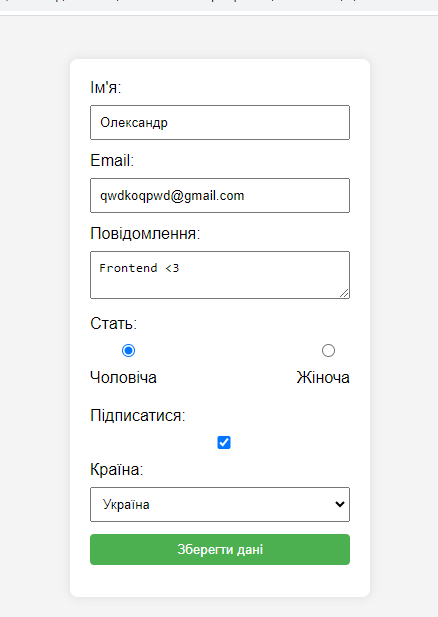 Ім'я:
Олександр
Email:
qwdkoqpwd@gmail.com
Повідомлення:
Frontend <3
Стать:
Чоловіча Жіноча
Підписатися:
Країна:
Україна
Зберегти дані